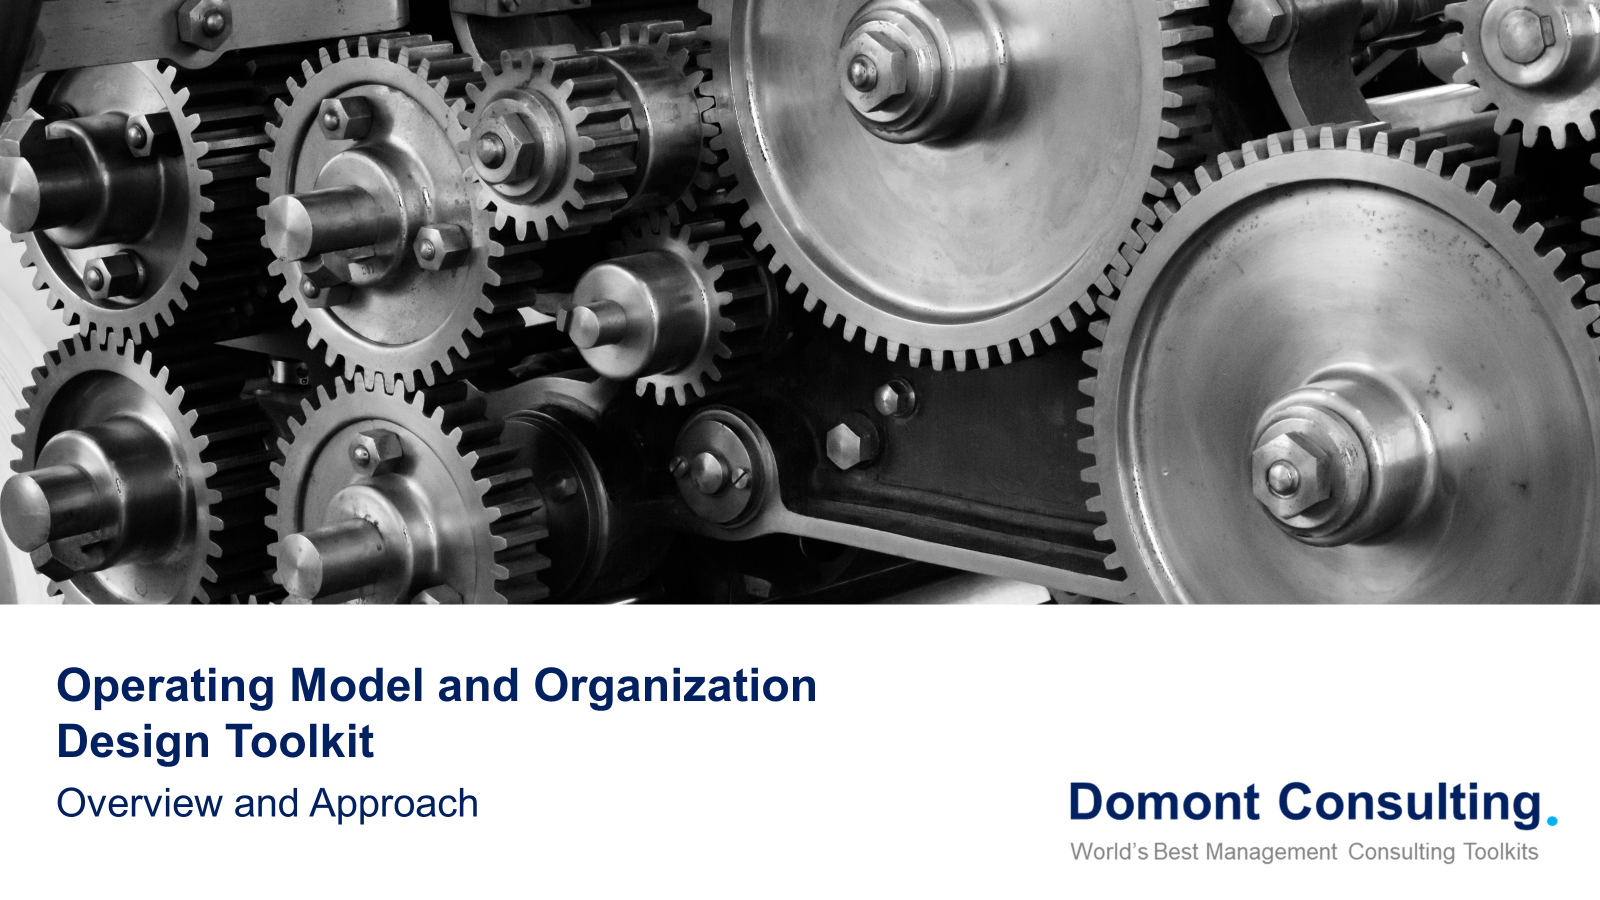 Operating Model and Organization
Design Toolkit
Overview and Approach
Domont Consulting.
World's Best Management Consulting Toolkits